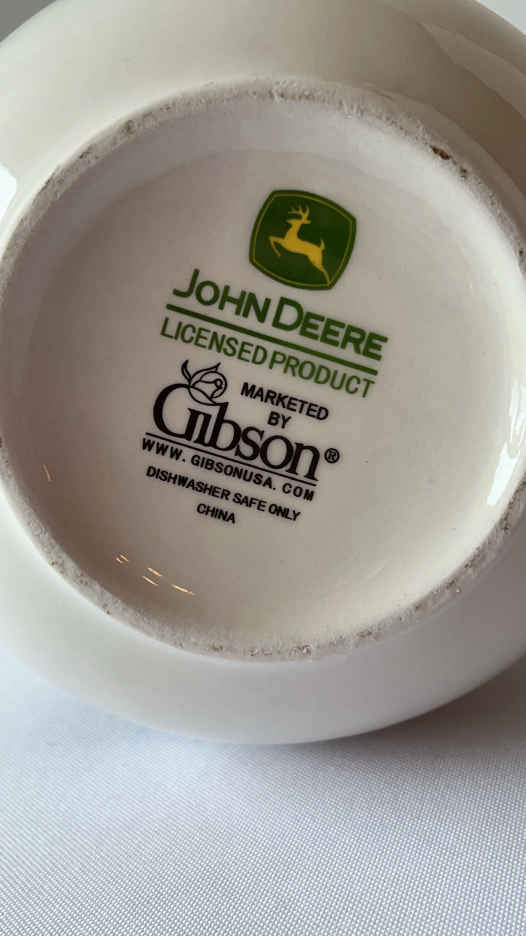 JOHN DEERE
LICENSED PRODUCT
MARKETED
BY
Gibson®
WWW.GIBSONUSA.COM
DISHWASHER SAFE ONLY
CHINA